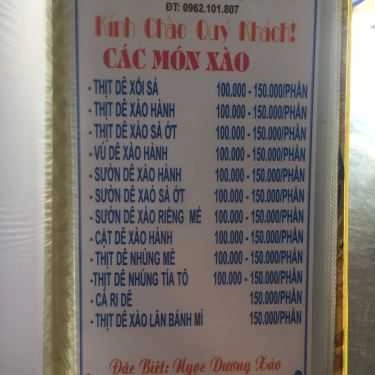 ĐT: 0962.101.807
Kính Chào Quý Khách!
CÁC MÓN XÀO
- THỊT DÊ XỐI SẢ 100.000 - 150.000/PHẦN
- THỊT DÊ XÀO HÀNH 100.000 - 150.000/PHẦN
- THỊT DÊ XÀO SẢ ỚT 100.000 - 150.000/PHẦN
- VÚ DÊ XÀO HÀNH 100.000 - 150.000/PHẦN
- SƯỜN DÊ XÀO HÀNH 100.000 - 150.000/PHẦN
- SƯỜN DÊ XAÓ SẢ ỚT 100.000 - 150.000/PHẦN
- SƯỜN DÊ XÀO RIÊNG MẺ 100.000 - 150.000/PHẦN
- CẬT DÊ XÀO HÀNH 100.000 - 150.000/PHẦN
- THỊT DÊ NHÚNG MẺ 100.000 - 150.000/PHẦN
-THỊT DÊ NHÚNG TÍA TÔ 100.000 - 150.000/PHẦN
- CÀ RI DÊ 150.000/PHẦN
- THỊT DÊ XÀO LĂN BÁNH MÌ 150.000/PHẦN
Đặc Biệt: Ngọc Dương Xào